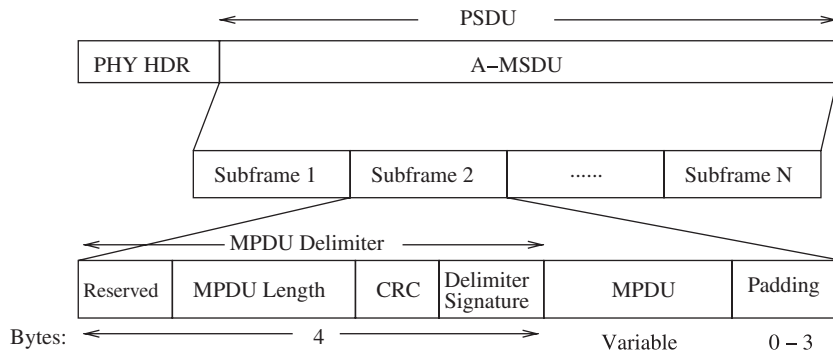 PSDU
PHY HDR A−MSDU
Subframe 1 Subframe 2 ...... Subframe N
MPDU Delimiter
Reserved MPDU Length CRC Delimiter Signature MPDU Padding
Bytes: 4 Variable 0 − 3